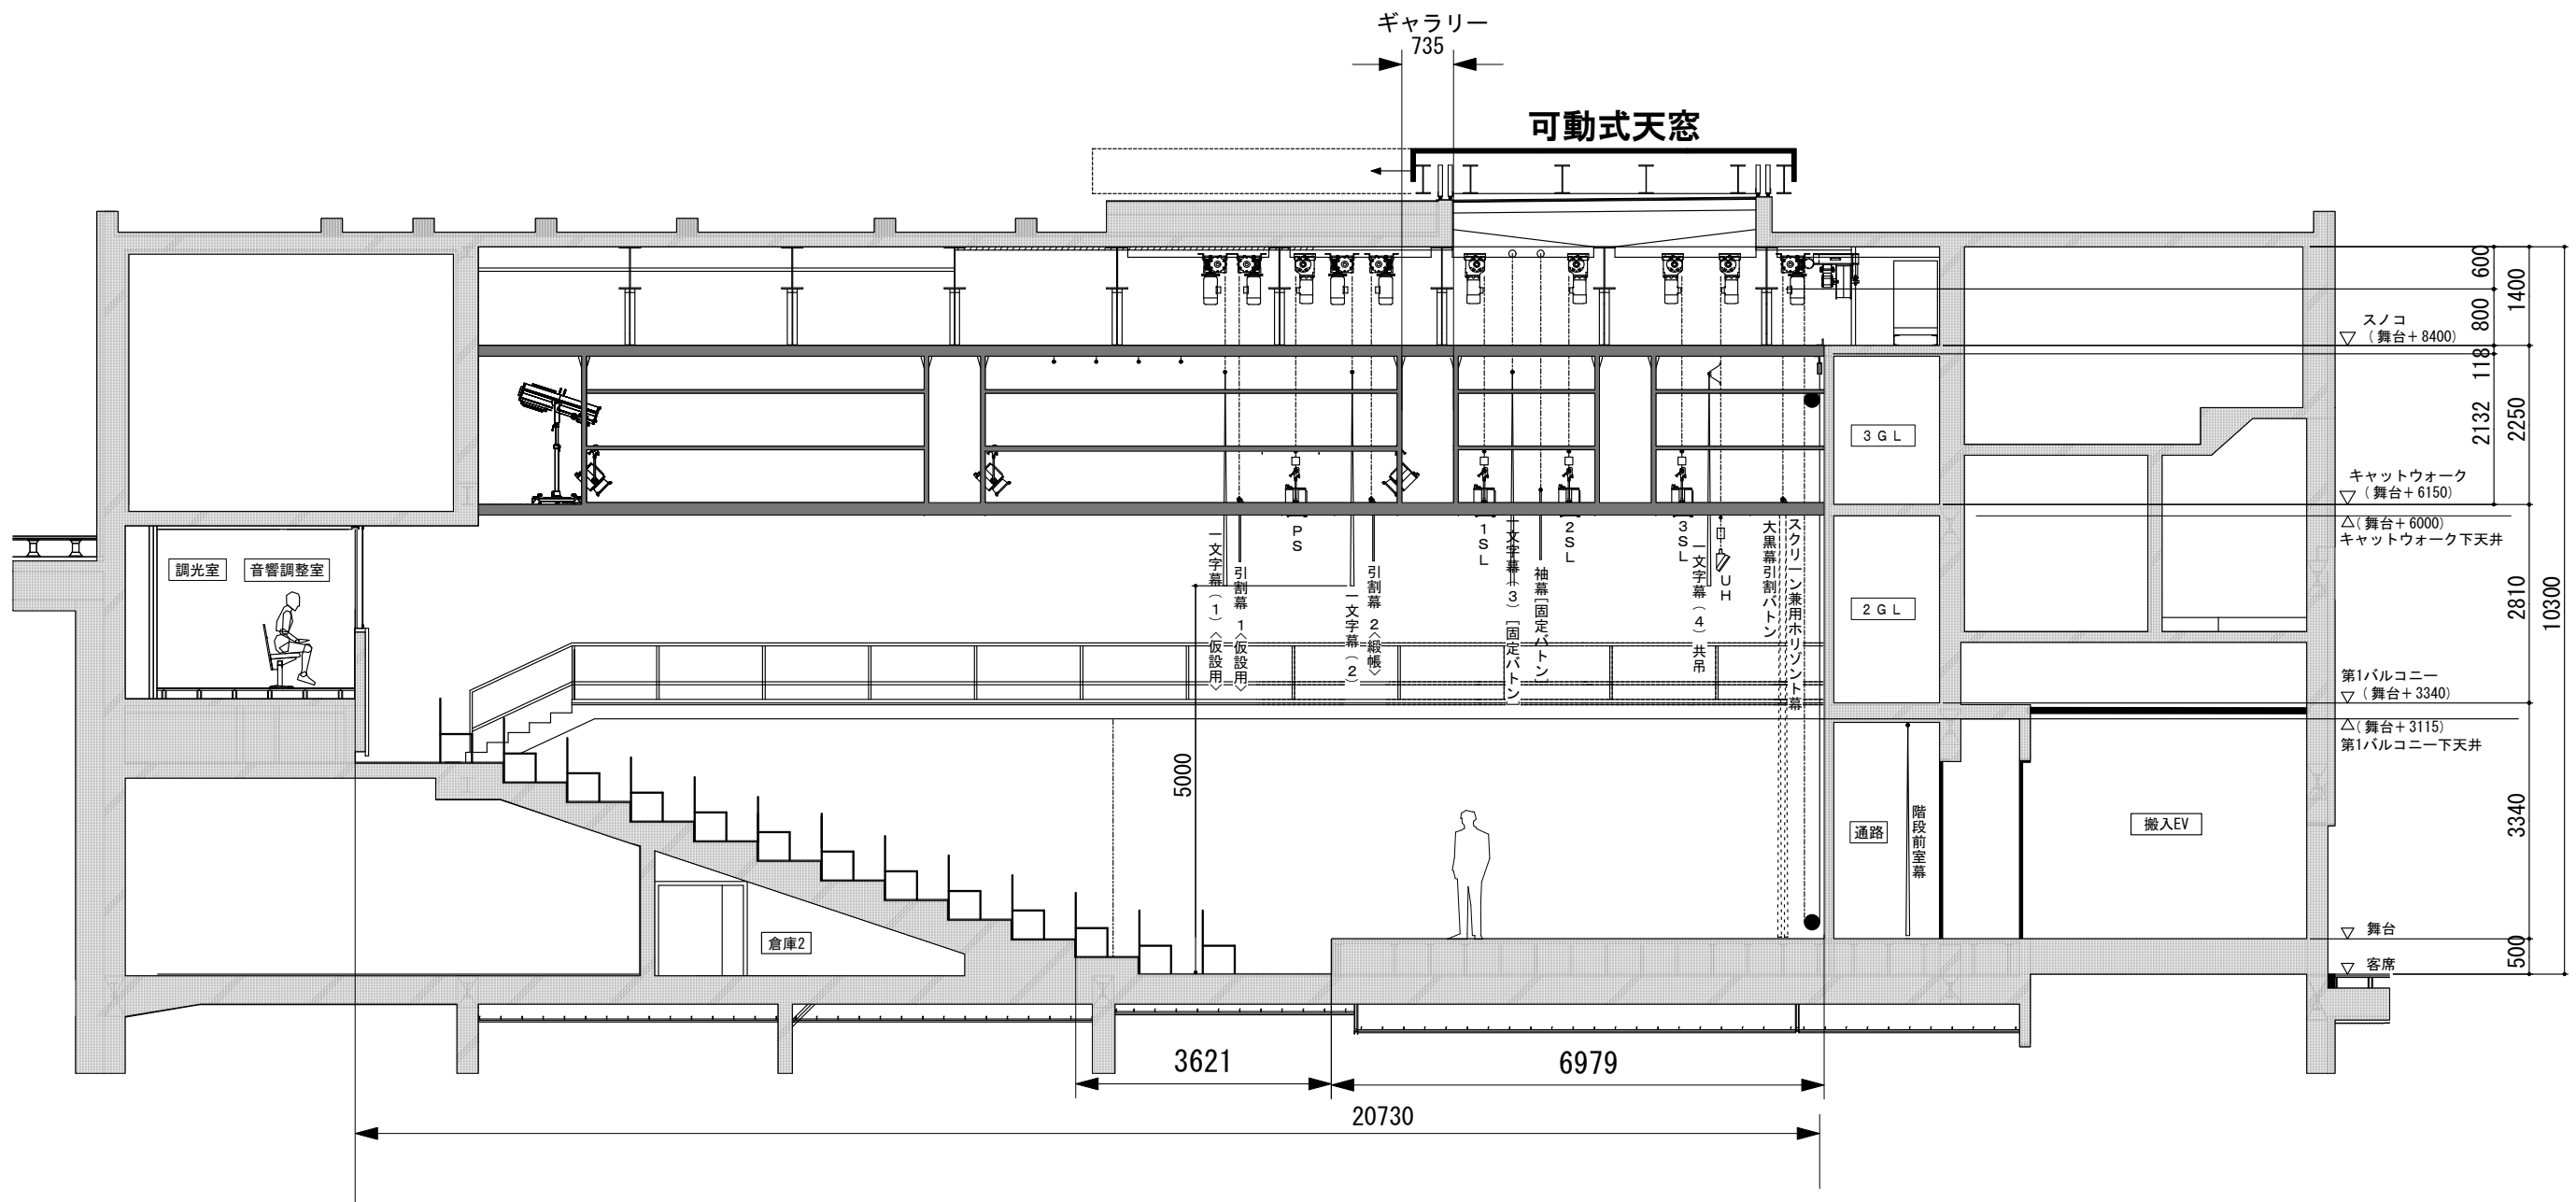 ギャラリー
735
可動式天窓
600
1400
800
スノコ
▽(舞台+8400)
118
2132
2250
3GL
キャットウォーク
▽(舞台+6150)
△(舞台+6000)
キャットウォーク下天井
調光室
音響調整室
一文字幕(1)〈仮設用〉
引割幕 1〈仮設用〉
PS
一文字幕(2)
引割幕 2〈緞帳〉
1SL
一文字幕(3)[固定バトン]
袖幕[固定バトン]
2SL
3SL
一文字幕(4)共吊
UH
大黒幕引割バトン
スクリーン兼用ホリゾント幕
2GL
2810
10300
第1バルコニー
▽(舞台+3340)
△(舞台+3115)
第1バルコニー下天井
5000
通路
階段前室幕
搬入EV
3340
倉庫2
▽ 舞台
500
▽ 客席
3621
6979
20730